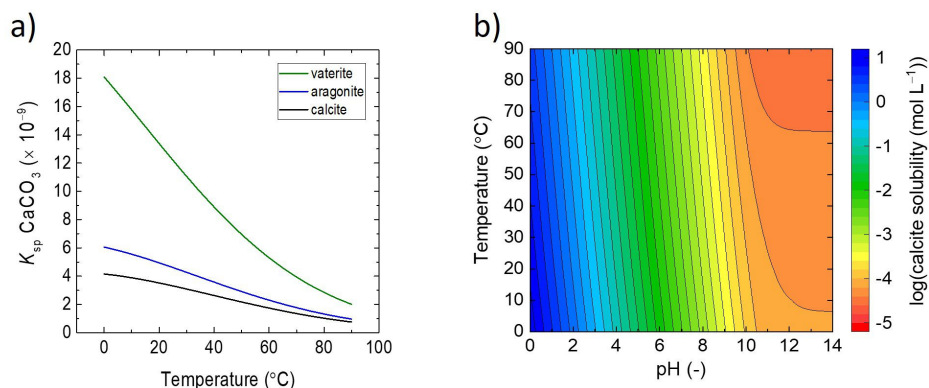 a)
20
18
16
14
12
10
8
6
4
2
0
K_sp CaCO₃ (× 10⁻⁹)
vaterite
aragonite
calcite
0 20 40 60 80 100
Temperature (°C)
b)
90
80
70
60
50
40
30
20
10
0
Temperature (°C)
0 2 4 6 8 10 12 14
pH (-)
1
0
-1
-2
-3
-4
-5
log(calcite solubility (mol L⁻¹))